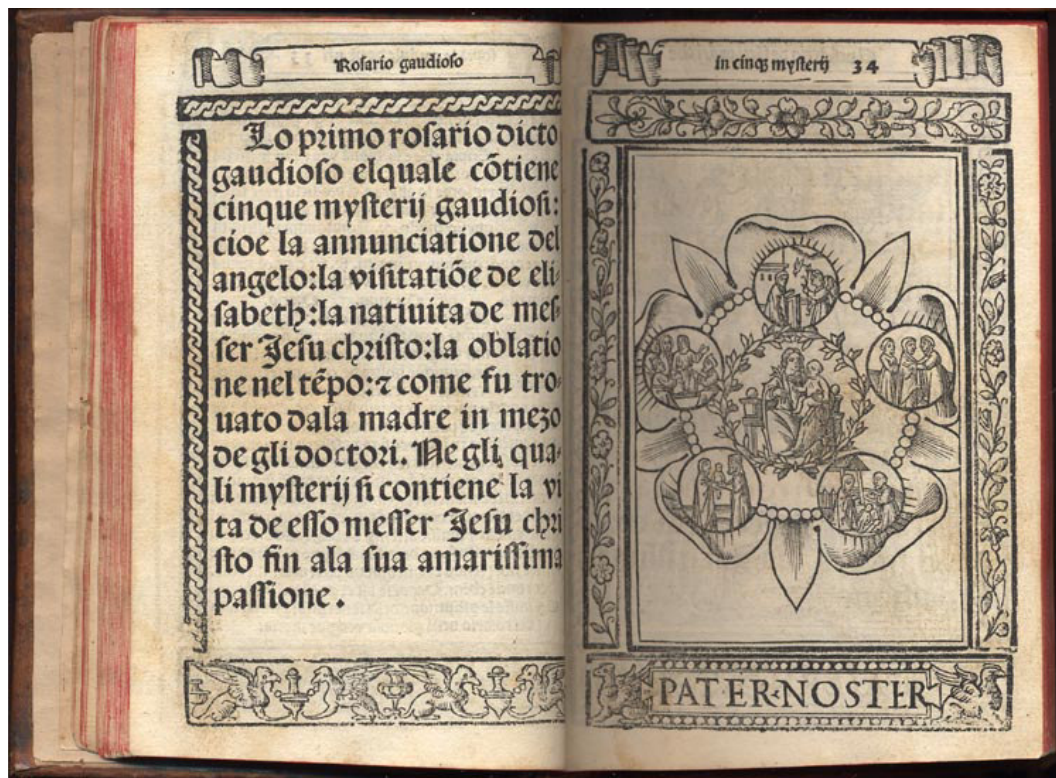 Rosario gaudioso
Lo primo rosario dicto
gaudioso elquale cõtiene
cinque mysterij gaudiosi:
cioe la annunciatione del
angelo:la visitatiõe de eli-
sabeth:la natiuita de mes-
ser Jesu christo:la oblatio
ne nel tẽpo:⁊ come fu tro-
uato dala madre in mezo
de gli doctori. Ne gli qua-
li mysterij si contiene la vi
ta de esso messer Jesu chri
sto fin ala sua amarissima
passione.
in cinqꝫ mysterij 34
PATER·NOSTER